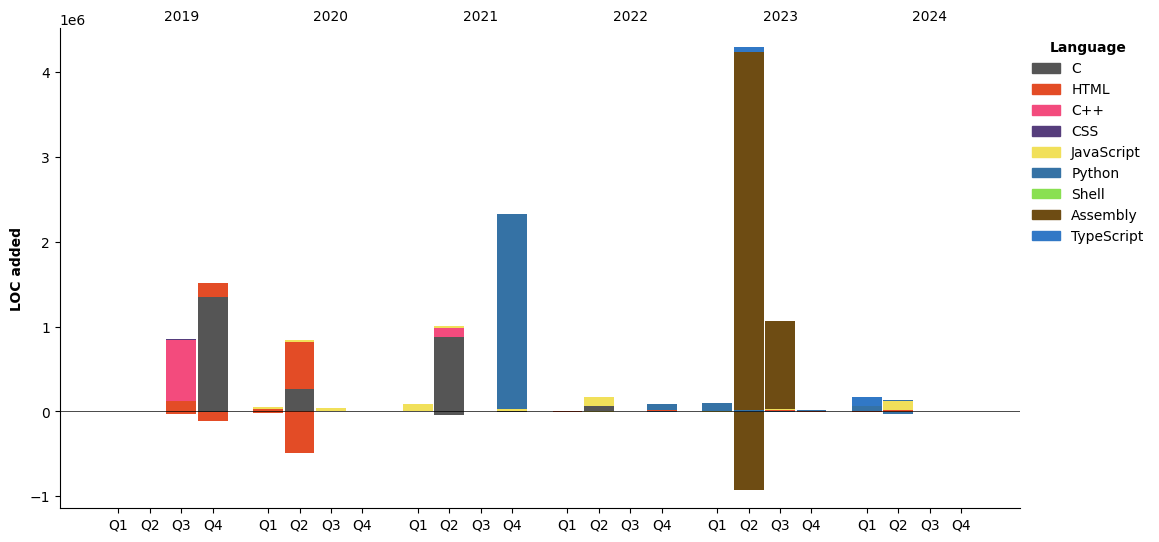 1e6
2019 2020 2021 2022 2023 2024
Language
C
HTML
C++
CSS
JavaScript
Python
Shell
Assembly
TypeScript
LOC added
4
3
2
1
0
−1
Q1 Q2 Q3 Q4 Q1 Q2 Q3 Q4 Q1 Q2 Q3 Q4 Q1 Q2 Q3 Q4 Q1 Q2 Q3 Q4 Q1 Q2 Q3 Q4